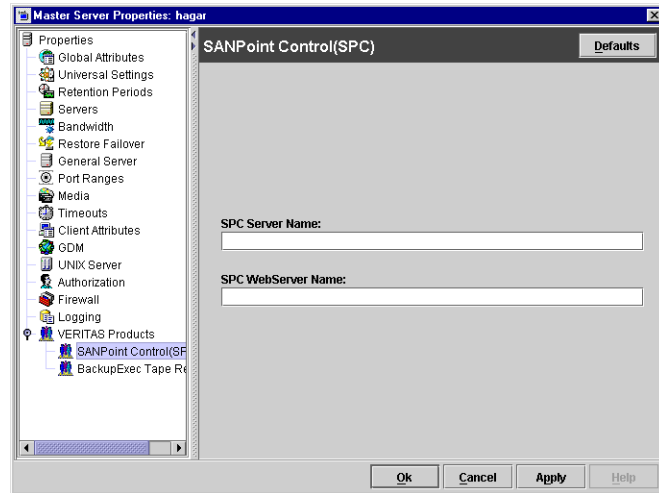 Master Server Properties: hagar
Properties
Global Attributes
Universal Settings
Retention Periods
Servers
Bandwidth
Restore Failover
General Server
Port Ranges
Media
Timeouts
Client Attributes
GDM
UNIX Server
Authorization
Firewall
Logging
VERITAS Products
SANPoint Control(SP
BackupExec Tape Re
SANPoint Control(SPC)
Defaults
SPC Server Name:
SPC WebServer Name:
Ok
Cancel
Apply
Help